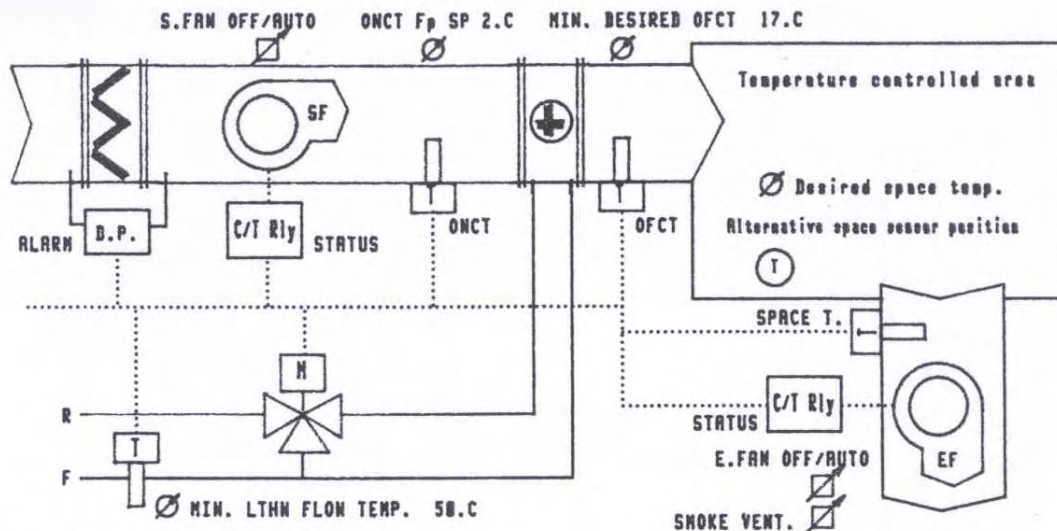 S.FAN OFF/AUTO
ONCT Fp SP 2.C
MIN. DESIRED OFCT 17.C
Temperature controlled area
SF
Desired space temp.
Alternative space sensor position
T
ALARM
D.P.
C/T Rly
STATUS
T
ONCT
T
OFCT
SPACE T.
T
M
R
T
F
STATUS
C/T Rly
EF
E.FAN OFF/AUTO
MIN. LTHW FLOW TEMP. 50.C
SMOKE VENT.